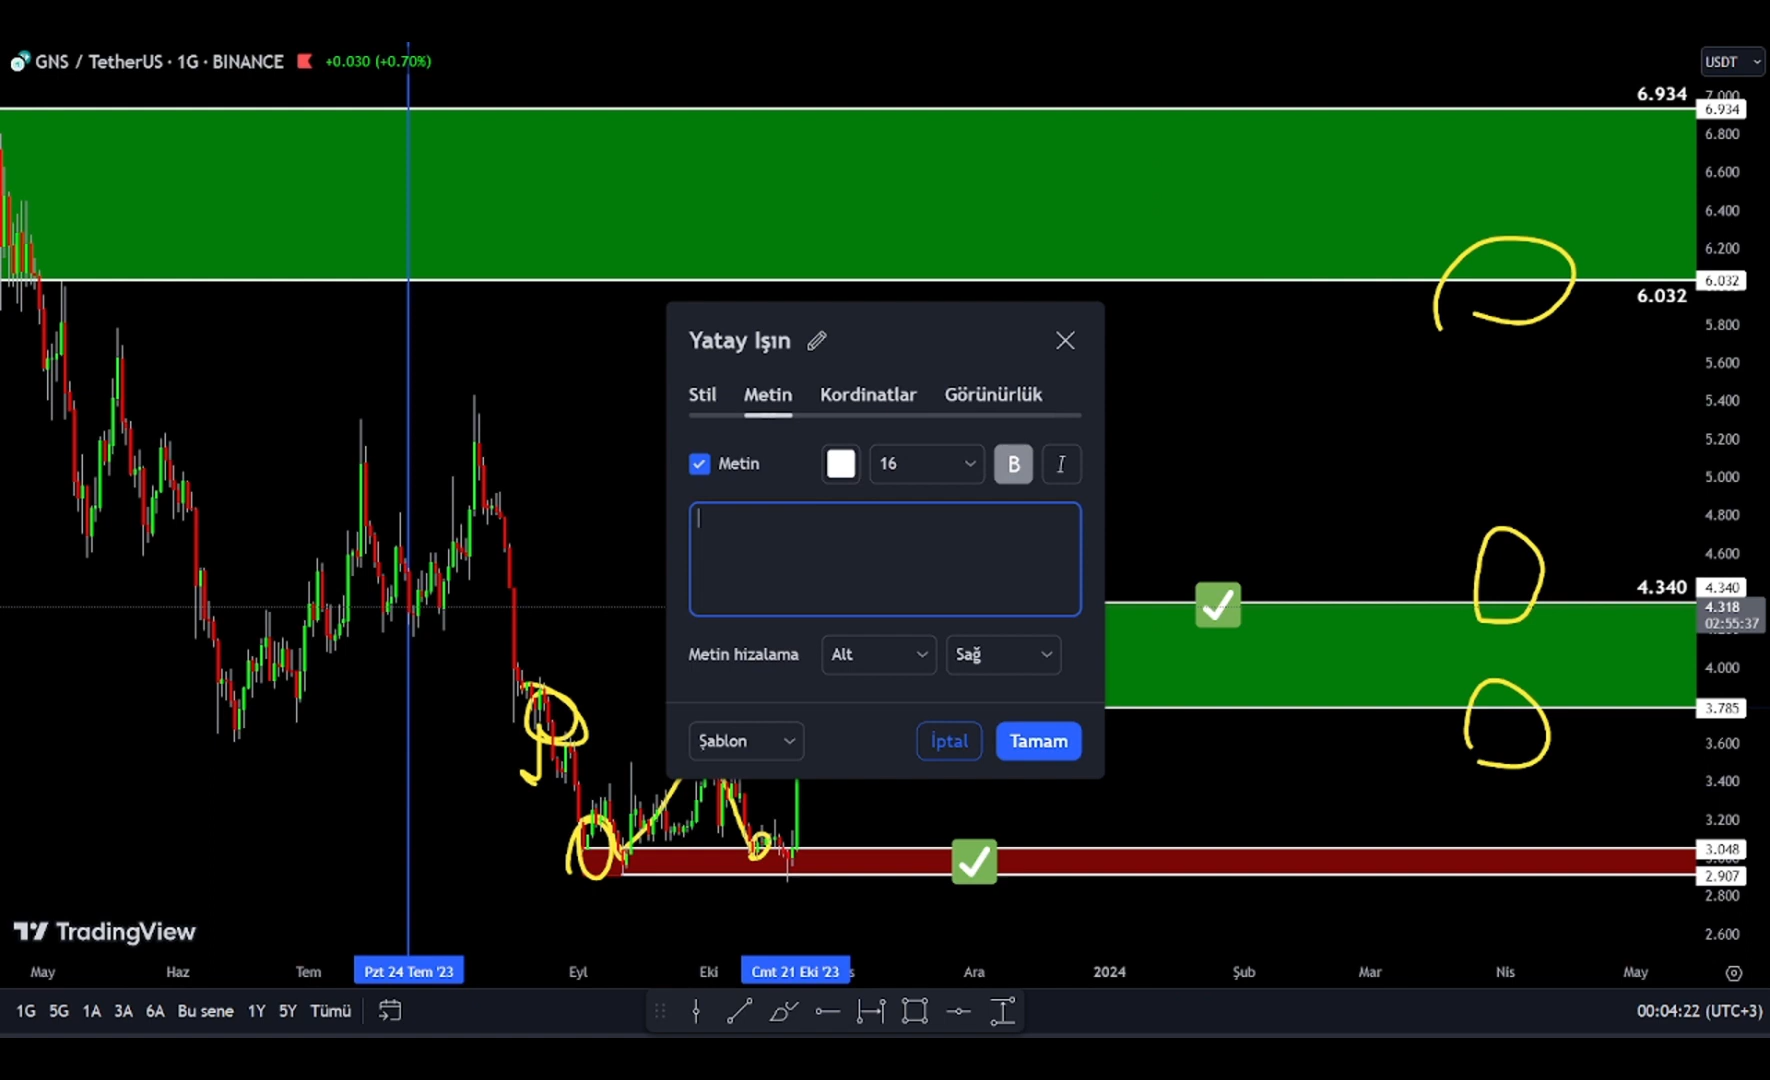 GNS / TetherUS · 1G · BINANCE +0.030 (+0.70%)
USDT
6.934
7.000
6.934
6.800
6.600
6.400
6.200
6.032
6.032
5.800
5.600
5.400
5.200
5.000
4.800
4.600
4.340
4.340
4.318
02:55:37
4.000
3.785
3.600
3.400
3.200
3.048
2.907
2.800
2.600
Yatay Işın
Stil Metin Kordinatlar Görünürlük
Metin 16 B I
Metin hizalama Alt Sağ
Şablon İptal Tamam
TradingView
May Haz Tem Pzt 24 Tem '23 Eyl Eki Cmt 21 Eki '23 Ara 2024 Şub Mar Nis May
1G 5G 1A 3A 6A Bu sene 1Y 5Y Tümü
00:04:22 (UTC+3)